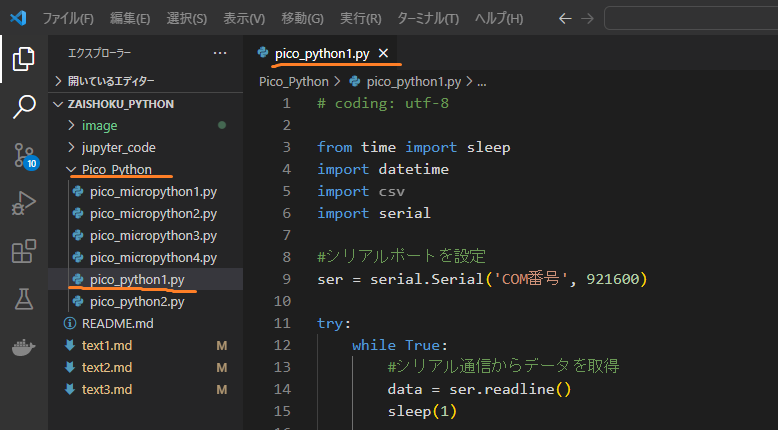 ファイル(F) 編集(E) 選択(S) 表示(V) 移動(G) 実行(R) ターミナル(T) ヘルプ(H)
エクスプローラー ...
開いているエディター
ZAISHOKU_PYTHON
image
jupyter_code
Pico_Python
pico_micropython1.py
pico_micropython2.py
pico_micropython3.py
pico_micropython4.py
pico_python1.py
pico_python2.py
README.md
text1.md M
text2.md M
text3.md M
10
pico_python1.py
Pico_Python > pico_python1.py > ...
1 # coding: utf-8
2
3 from time import sleep
4 import datetime
5 import csv
6 import serial
7
8 #シリアルポートを設定
9 ser = serial.Serial('COM番号', 921600)
10
11 try:
12 while True:
13 #シリアル通信からデータを取得
14 data = ser.readline()
15 sleep(1)